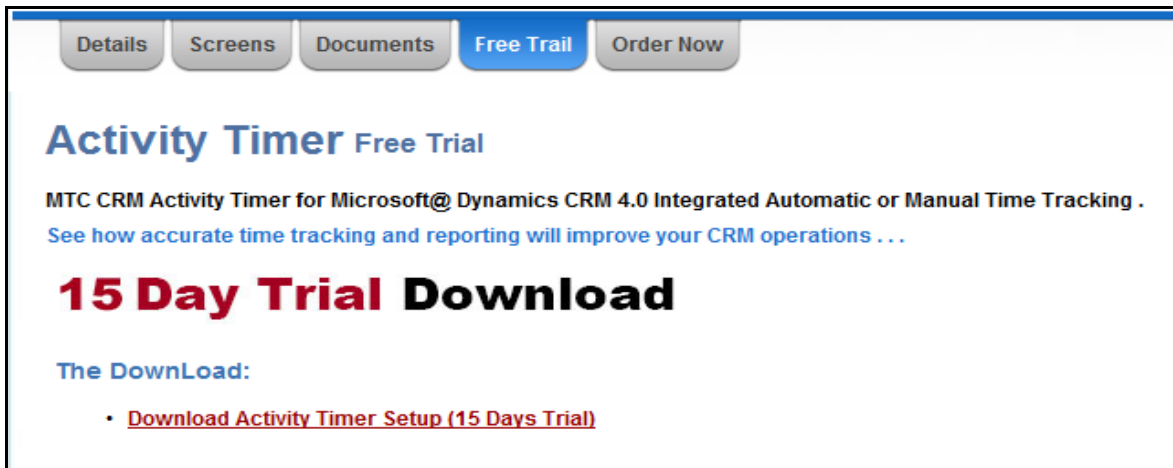 Details Screens Documents Free Trail Order Now
Activity Timer Free Trial
MTC CRM Activity Timer for Microsoft@ Dynamics CRM 4.0 Integrated Automatic or Manual Time Tracking .
See how accurate time tracking and reporting will improve your CRM operations . . .
15 Day Trial Download
The DownLoad:
• Download Activity Timer Setup (15 Days Trial)